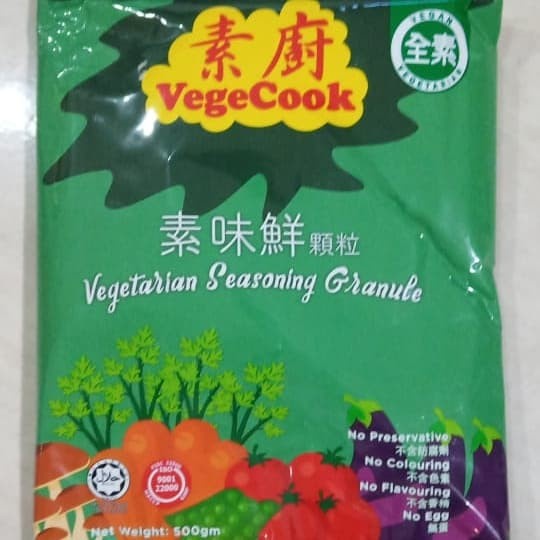 素廚
VegeCook
VEGAN
全素
VEGETARIAN
素味鮮顆粒
Vegetarian Seasoning Granule
No Preservative
不含防腐劑
No Colouring
不含色素
No Flavouring
不含香精
No Egg
無蛋
ISO
9001
22000
Net Weight: 500gm